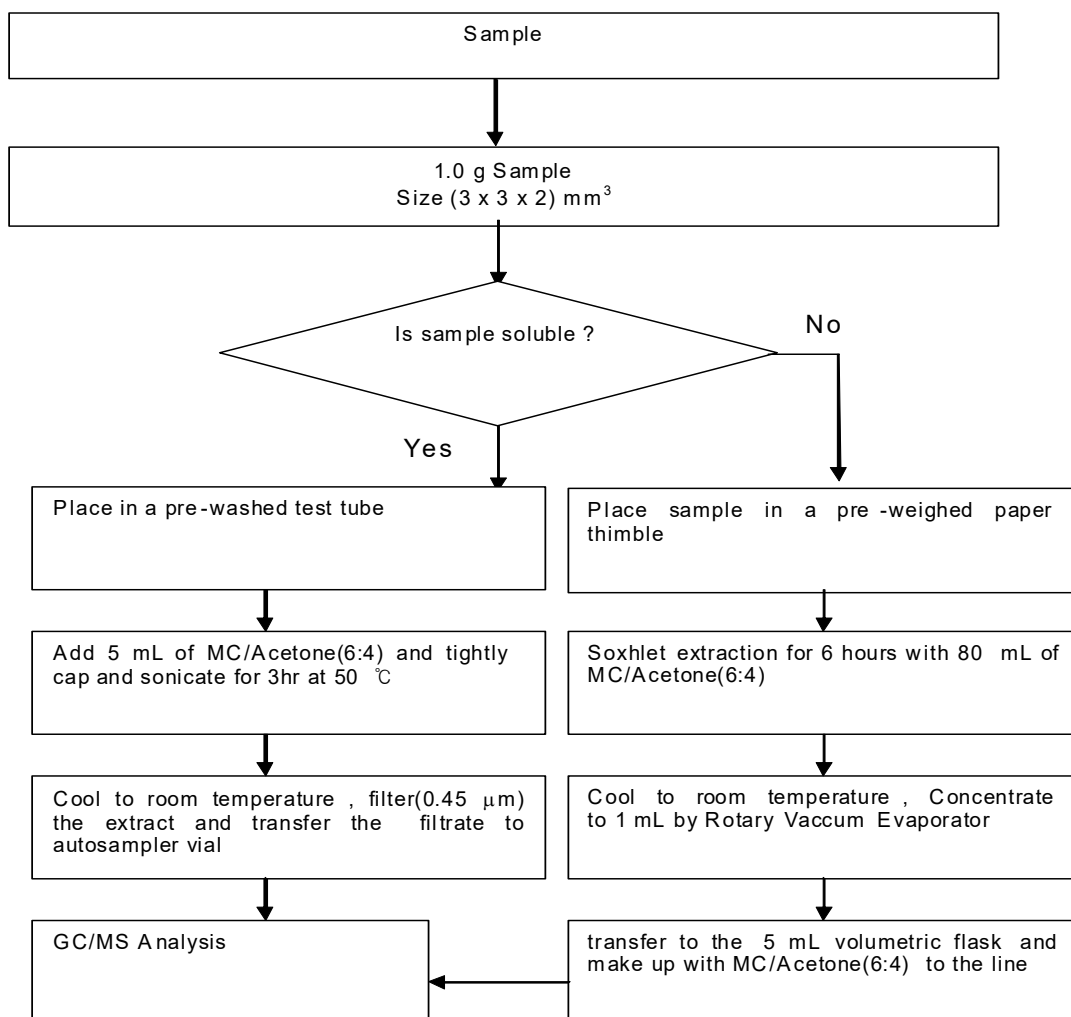 Sample
1.0 g Sample
Size (3 x 3 x 2) mm³
Is sample soluble ?
No
Yes
Place in a pre-washed test tube
Place sample in a pre -weighed paper
thimble
Add 5 mL of MC/Acetone(6:4) and tightly
cap and sonicate for 3hr at 50 ℃
Soxhlet extraction for 6 hours with 80 mL of
MC/Acetone(6:4)
Cool to room temperature , filter(0.45 μm)
the extract and transfer the filtrate to
autosampler vial
Cool to room temperature , Concentrate
to 1 mL by Rotary Vaccum Evaporator
GC/MS Analysis
transfer to the 5 mL volumetric flask and
make up with MC/Acetone(6:4) to the line